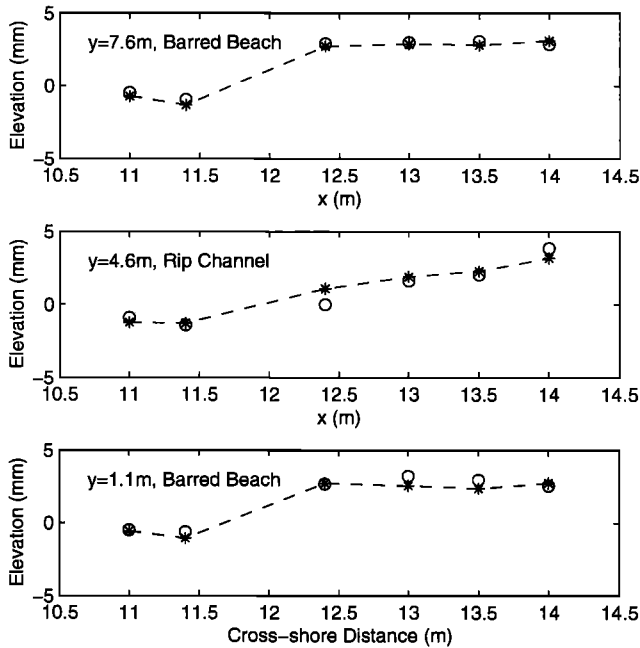 5
y=7.6m, Barred Beach
Elevation (mm)
0
−5
10.5 11 11.5 12 12.5 13 13.5 14 14.5
x (m)
5
y=4.6m, Rip Channel
Elevation (mm)
0
−5
10.5 11 11.5 12 12.5 13 13.5 14 14.5
x (m)
5
y=1.1m, Barred Beach
Elevation (mm)
0
−5
10.5 11 11.5 12 12.5 13 13.5 14 14.5
Cross−shore Distance (m)